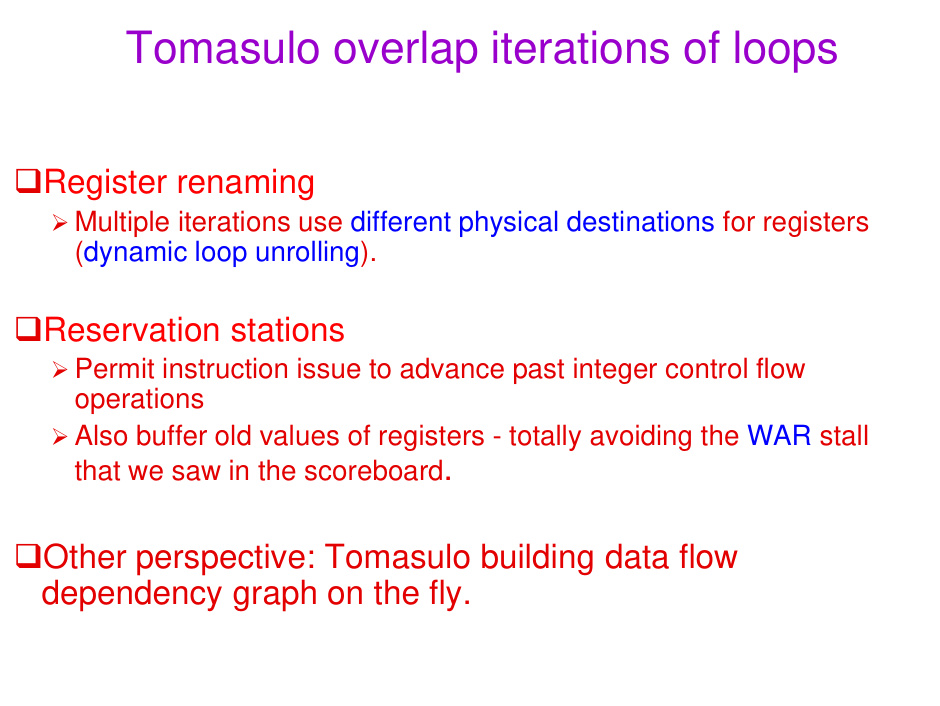 Tomasulo overlap iterations of loops
❑Register renaming
➢ Multiple iterations use different physical destinations for registers
(dynamic loop unrolling).
❑Reservation stations
➢ Permit instruction issue to advance past integer control flow
operations
➢ Also buffer old values of registers - totally avoiding the WAR stall
that we saw in the scoreboard.
❑Other perspective: Tomasulo building data flow
dependency graph on the fly.